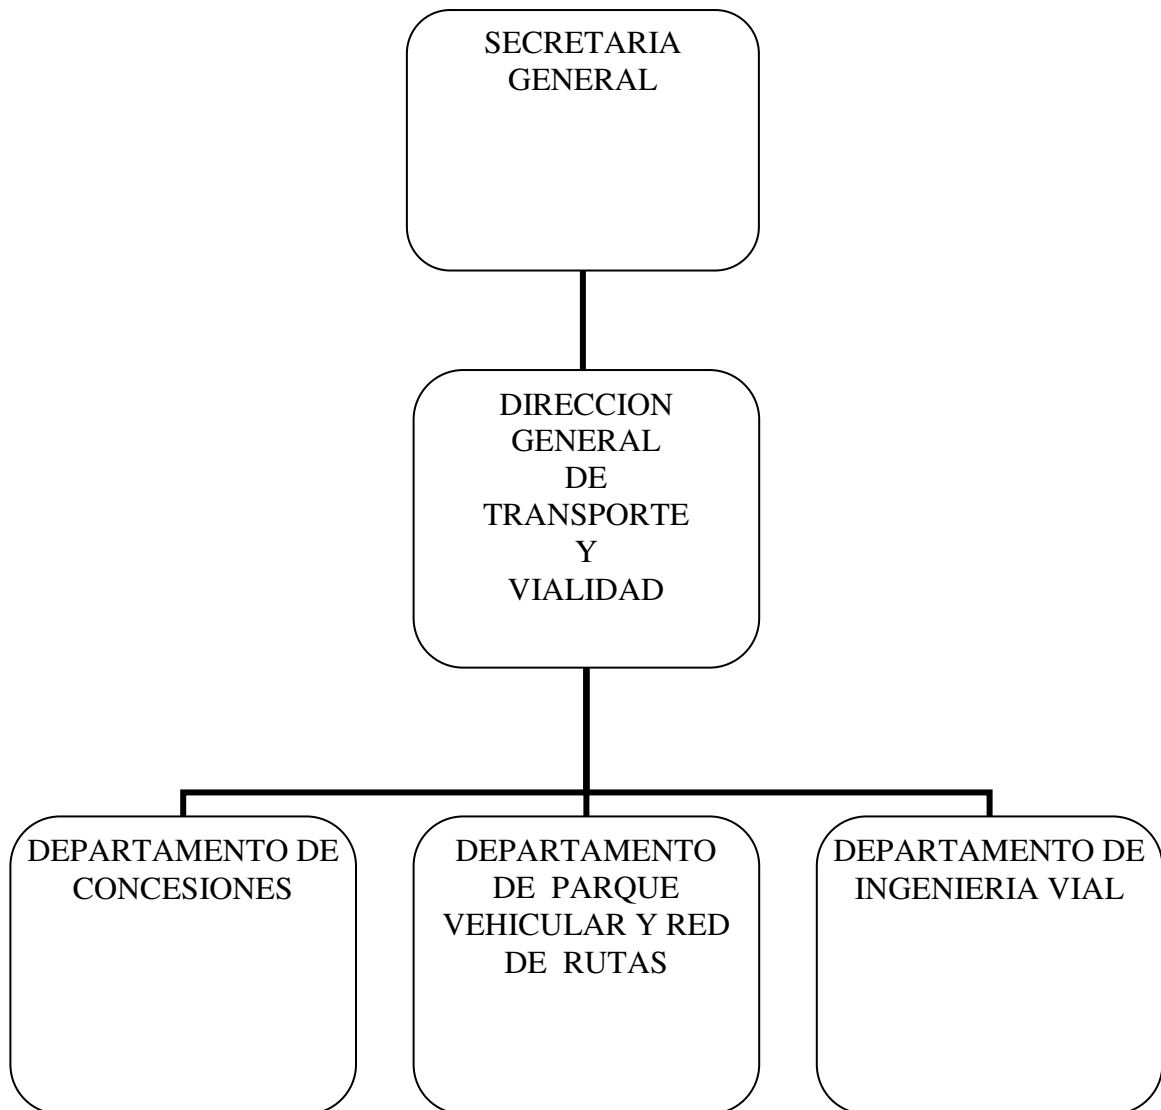 SECRETARIA
GENERAL
DIRECCION
GENERAL
DE
TRANSPORTE
Y
VIALIDAD
DEPARTAMENTO DE
CONCESIONES
DEPARTAMENTO
DE PARQUE
VEHICULAR Y RED
DE RUTAS
DEPARTAMENTO DE
INGENIERIA VIAL